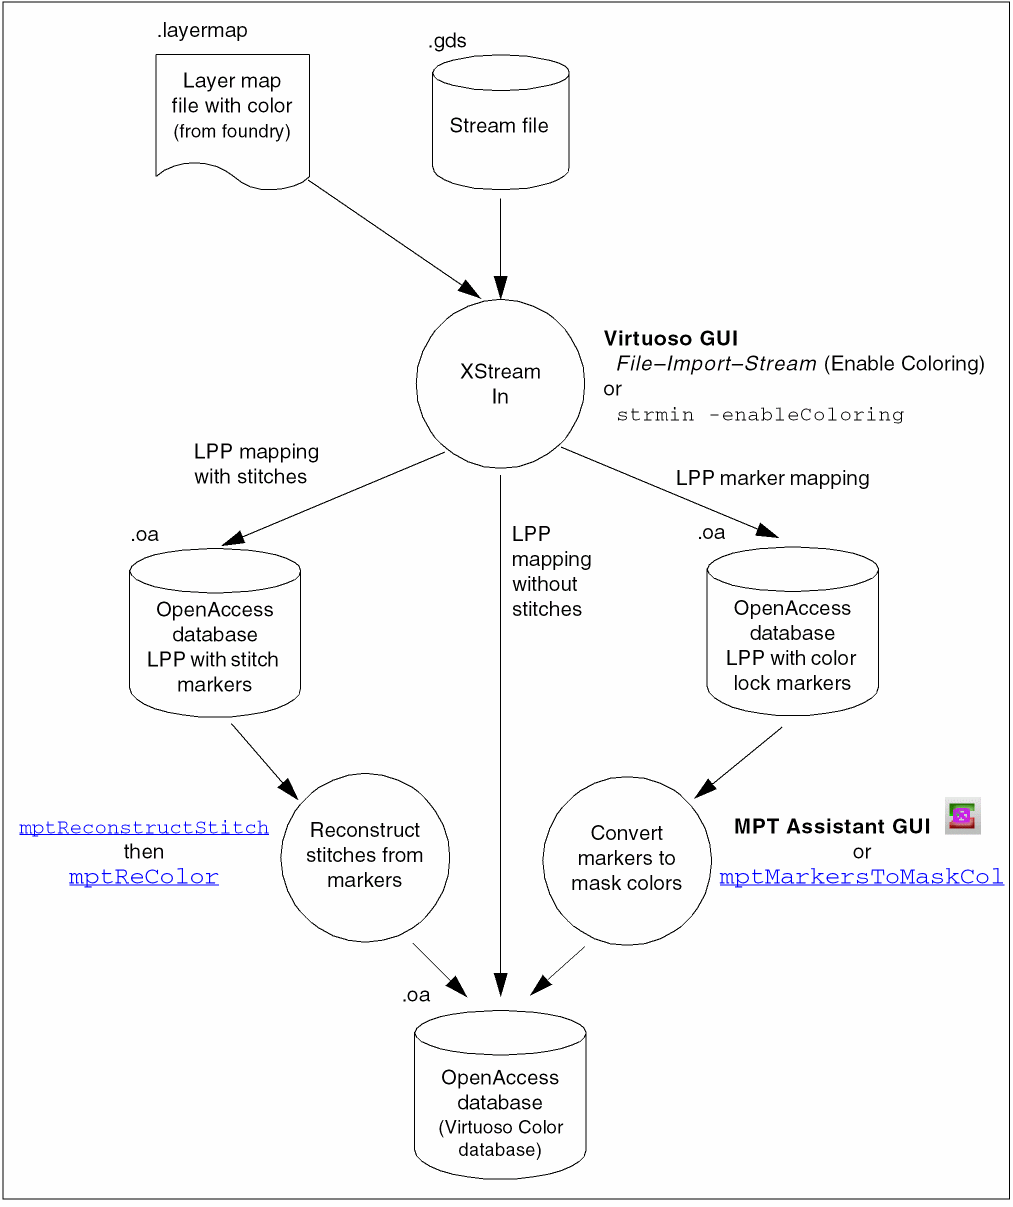 .layermap
Layer map
file with color
(from foundry)
.gds
Stream file
XStream
In
Virtuoso GUI
File–Import–Stream (Enable Coloring)
or
strmin -enableColoring
LPP mapping
with stitches
LPP
mapping
without
stitches
LPP marker mapping
.oa
OpenAccess
database
LPP with stitch
markers
.oa
OpenAccess
database
LPP with color
lock markers
mptReconstructStitch
then
mptReColor
Reconstruct
stitches from
markers
Convert
markers to
mask colors
MPT Assistant GUI
or
mptMarkersToMaskCol
.oa
OpenAccess
database
(Virtuoso Color
database)